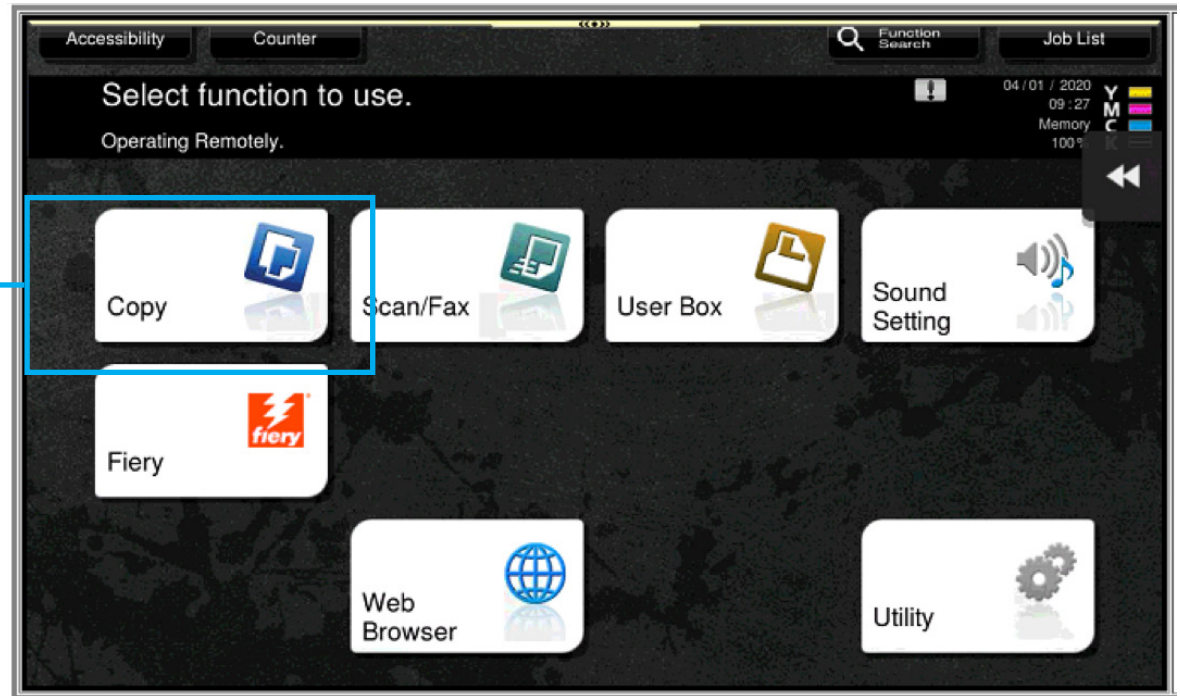 Accessibility
Counter
Function
Search
Job List
Select function to use.
Operating Remotely.
04/01 / 2020
09:27
Memory
100%
Y
M
C
K
Copy
Scan/Fax
User Box
Sound
Setting
fiery
Fiery
Web
Browser
Utility